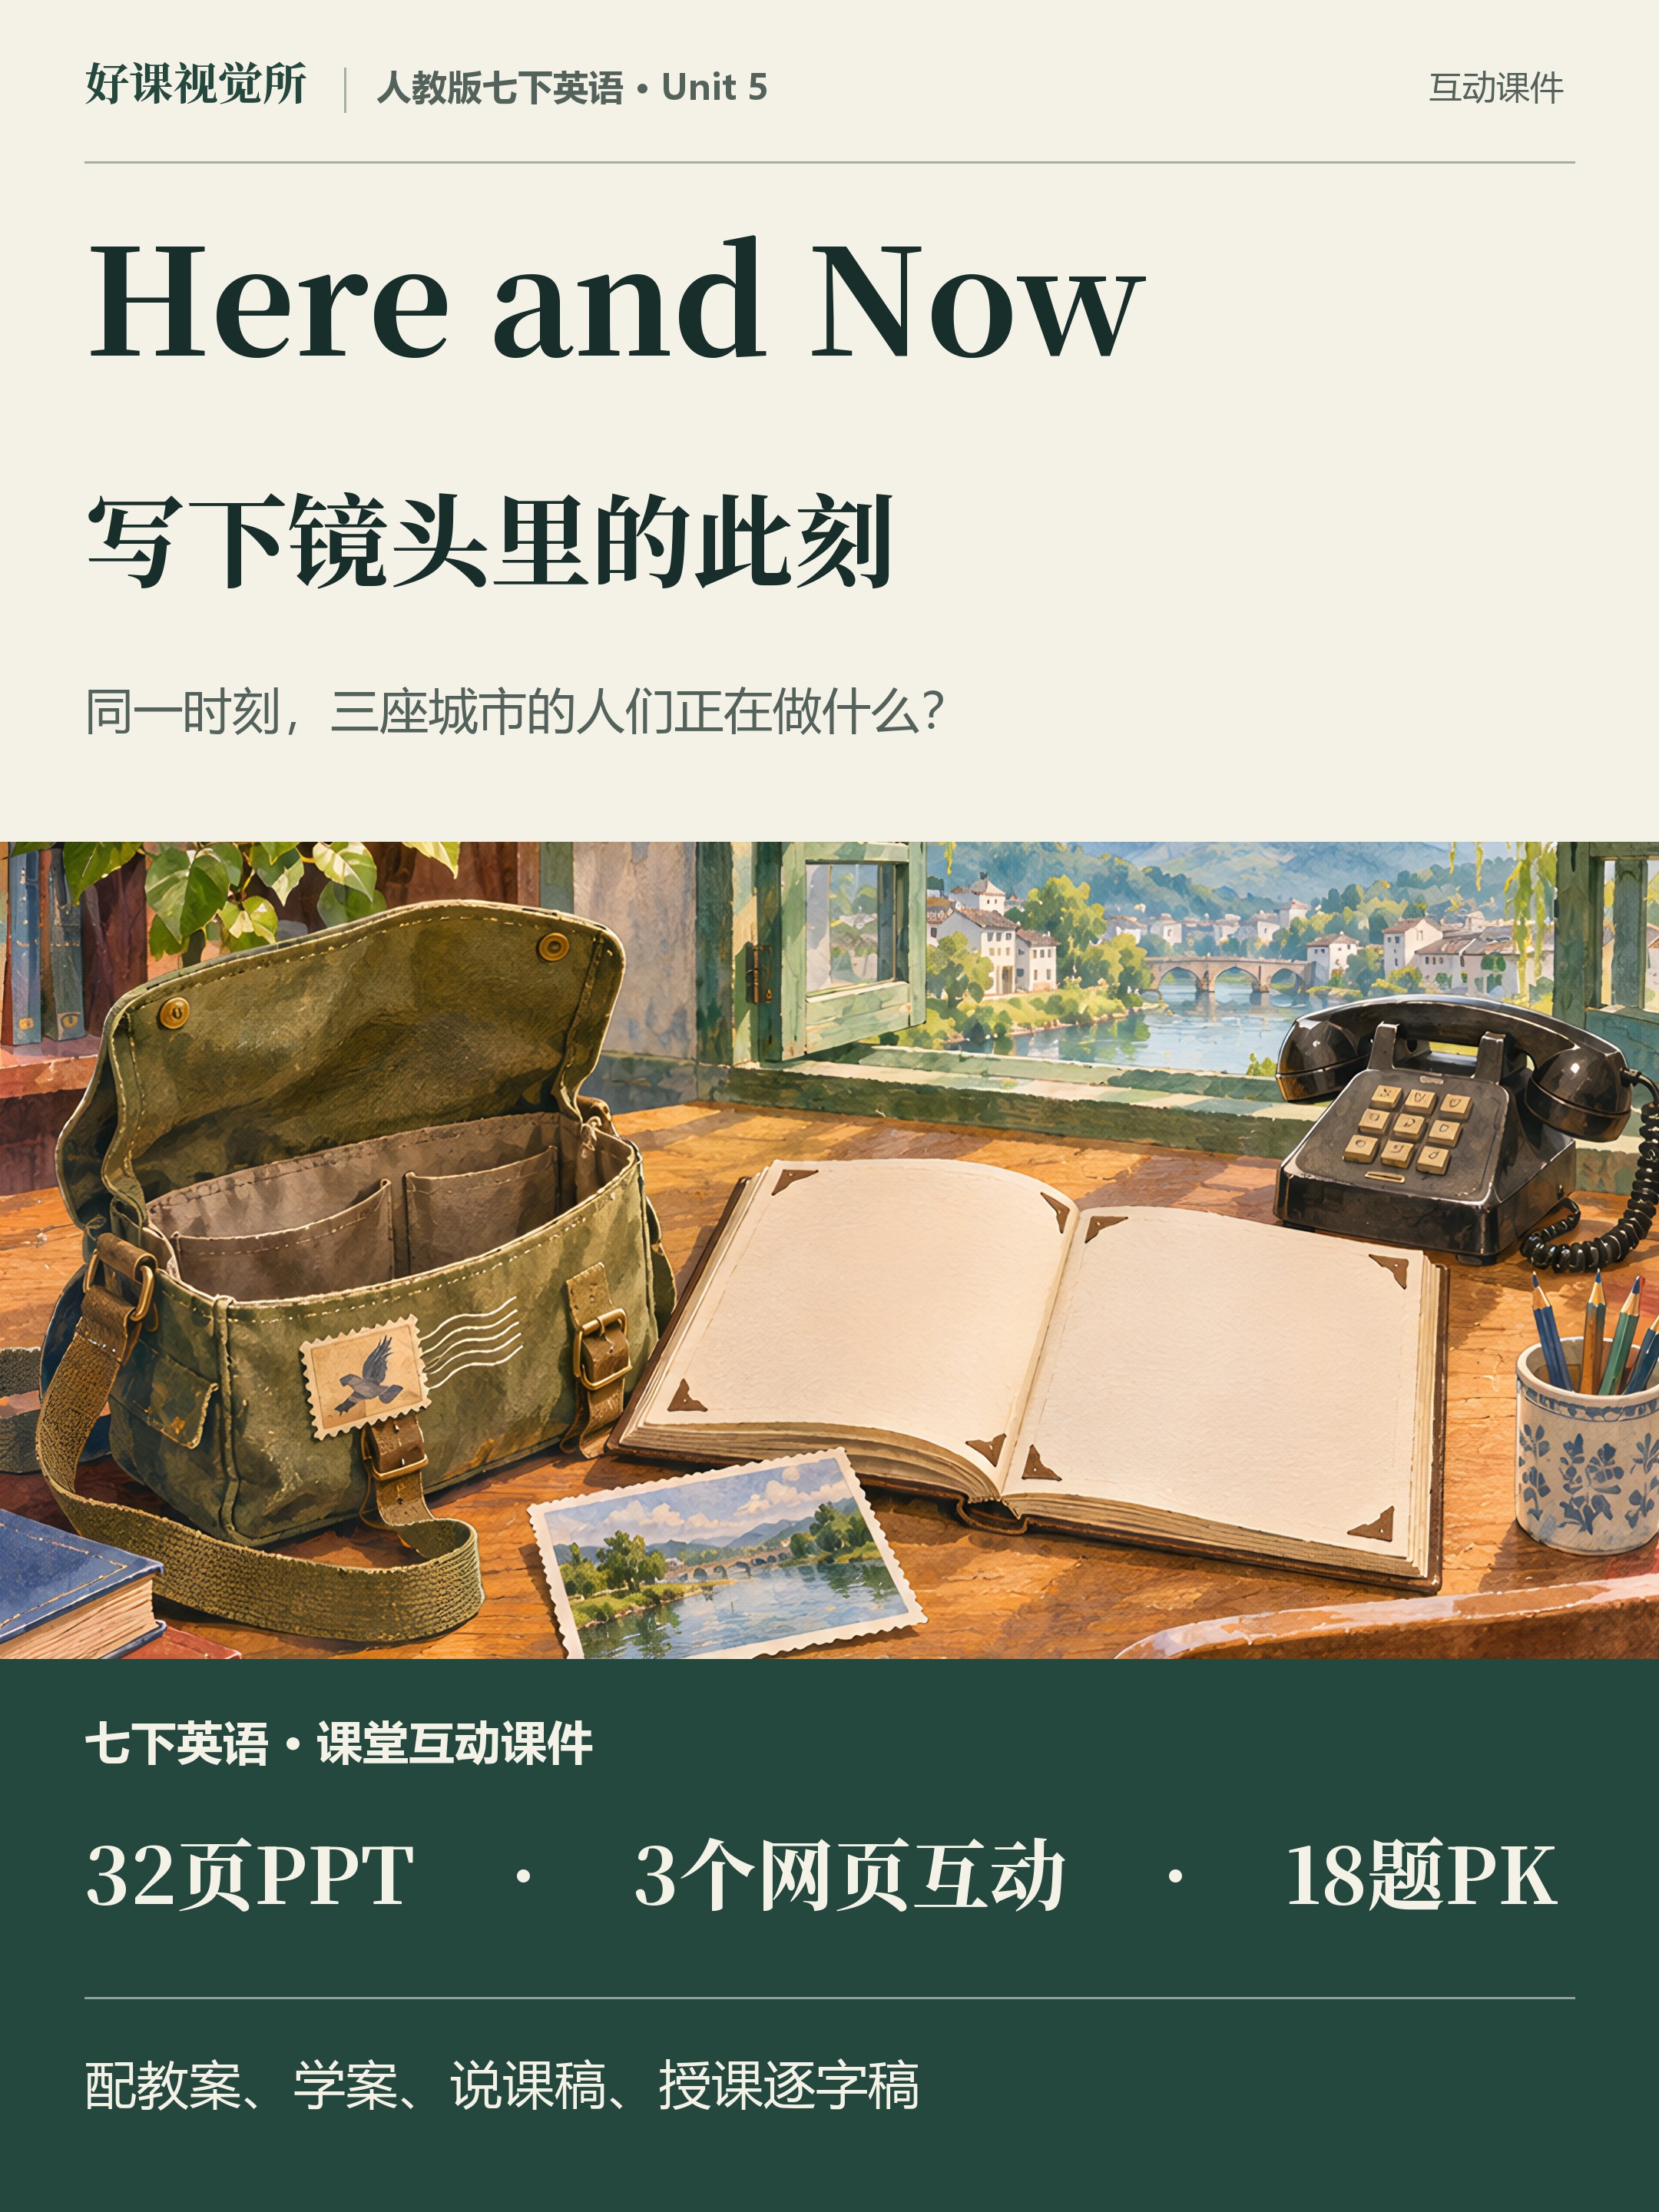 好课视觉所 人教版七下英语 • Unit 5 互动课件
Here and Now
写下镜头里的此刻
同一时刻，三座城市的人们正在做什么？
七下英语 • 课堂互动课件
32页PPT · 3个网页互动 · 18题PK
配教案、学案、说课稿、授课逐字稿